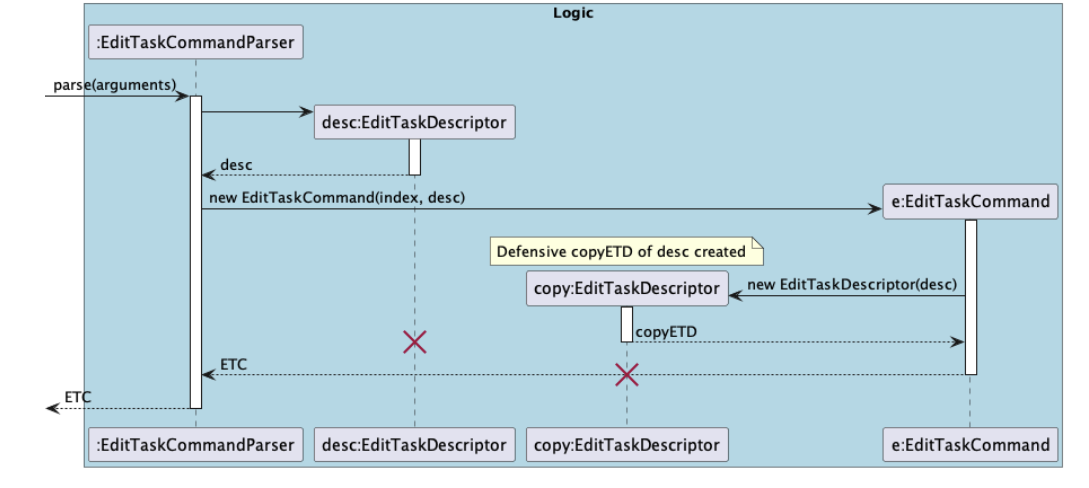 Logic
:EditTaskCommandParser
parse(arguments)
desc:EditTaskDescriptor
desc
new EditTaskCommand(index, desc)
e:EditTaskCommand
Defensive copyETD of desc created
copy:EditTaskDescriptor
new EditTaskDescriptor(desc)
copyETD
ETC
ETC
:EditTaskCommandParser
desc:EditTaskDescriptor
copy:EditTaskDescriptor
e:EditTaskCommand